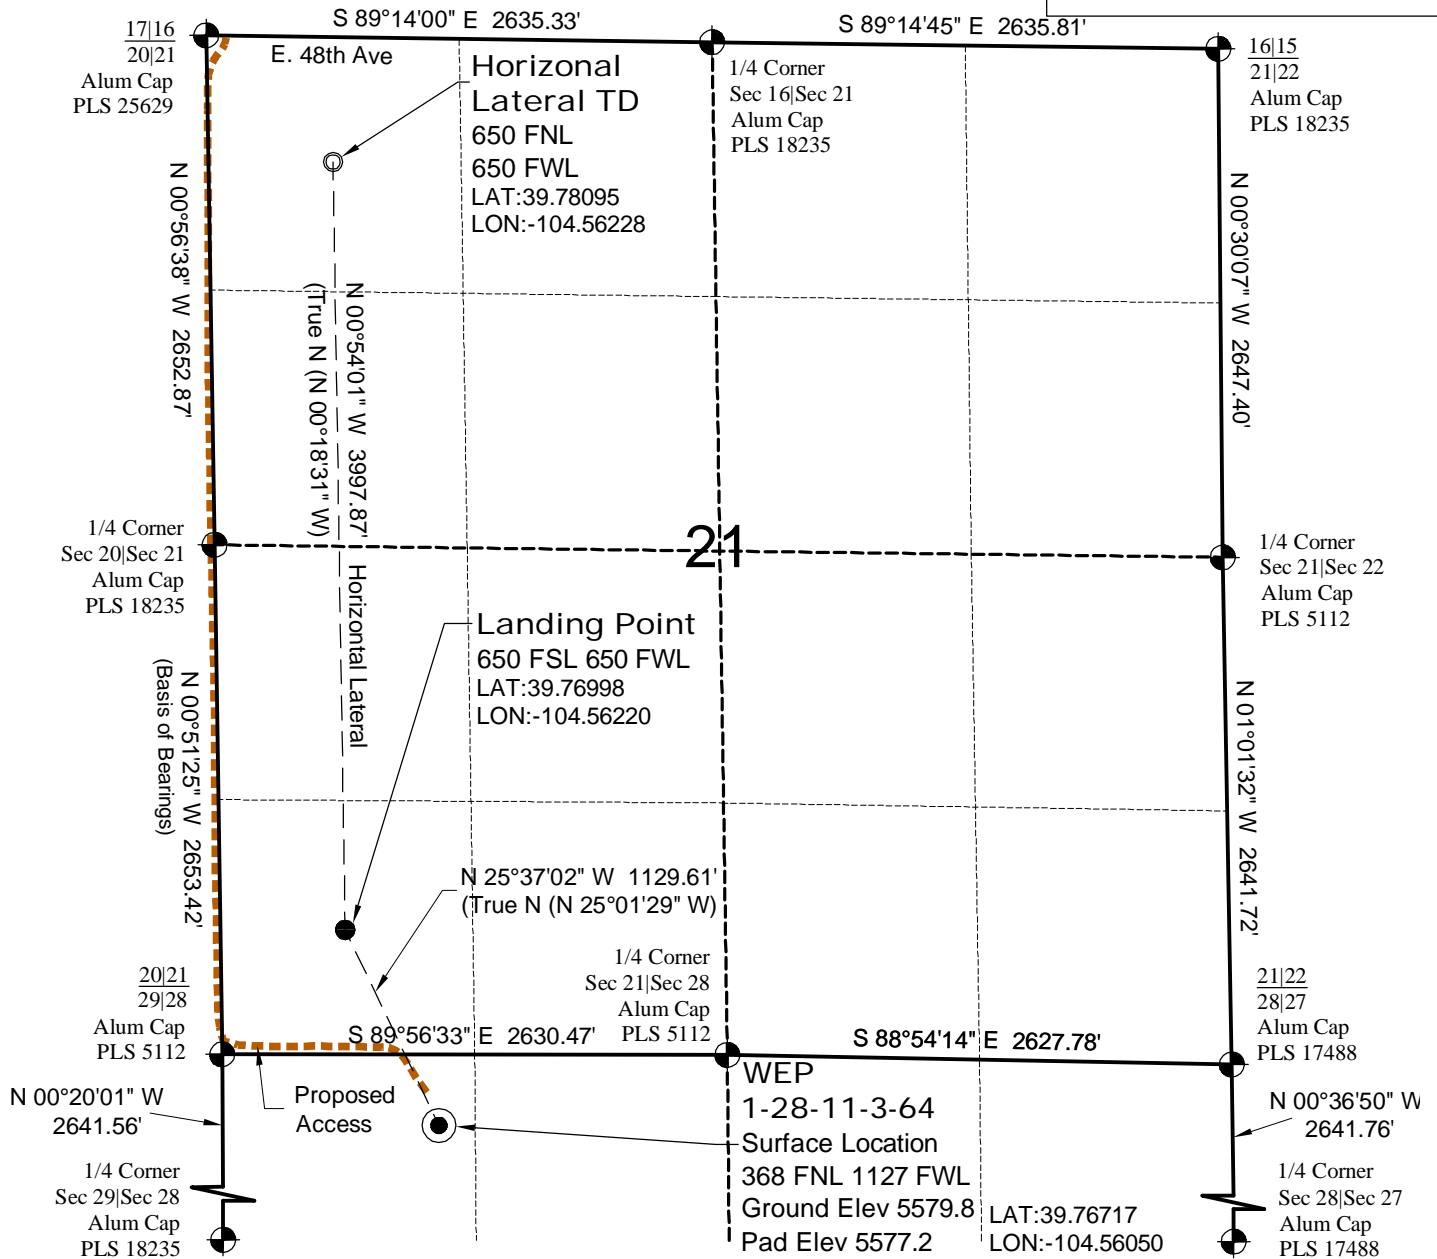 S 89°14'00" E 2635.33'
S 89°14'45" E 2635.81'
17|16
20|21
Alum Cap
PLS 25629
E. 48th Ave
Horizonal
Lateral TD
650 FNL
650 FWL
LAT:39.78095
LON:-104.56228
1/4 Corner
Sec 16|Sec 21
Alum Cap
PLS 18235
16|15
21|22
Alum Cap
PLS 18235
N 00°56'38" W 2652.87'
N 00°54'01" W 3997.87'
(True N (N 00°18'31" W)
Horizontal Lateral
N 00°30'07" W 2647.40'
21
1/4 Corner
Sec 20|Sec 21
Alum Cap
PLS 18235
1/4 Corner
Sec 21|Sec 22
Alum Cap
PLS 5112
Landing Point
650 FSL 650 FWL
LAT:39.76998
LON:-104.56220
N 00°51'25" W 2653.42'
(Basis of Bearings)
N 01°01'32" W 2641.72'
N 25°37'02" W 1129.61'
(True N (N 25°01'29" W)
20|21
29|28
Alum Cap
PLS 5112
1/4 Corner
Sec 21|Sec 28
Alum Cap
PLS 5112
21|22
28|27
Alum Cap
PLS 17488
S 89°56'33" E 2630.47'
S 88°54'14" E 2627.78'
N 00°20'01" W
2641.56'
Proposed
Access
WEP
1-28-11-3-64
Surface Location
368 FNL 1127 FWL
Ground Elev 5579.8
Pad Elev 5577.2
LAT:39.76717
LON:-104.56050
N 00°36'50" W
2641.76'
1/4 Corner
Sec 29|Sec 28
Alum Cap
PLS 18235
1/4 Corner
Sec 28|Sec 27
Alum Cap
PLS 17488